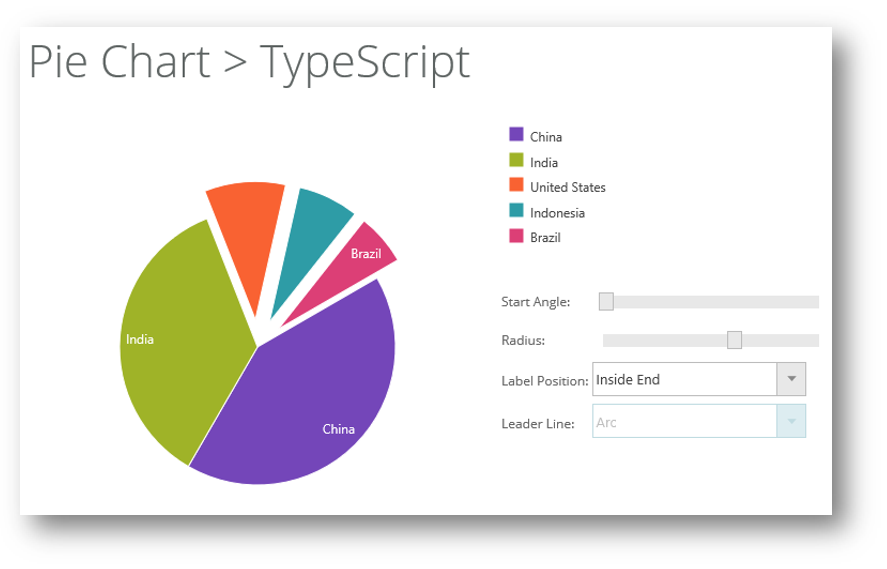 Pie Chart > TypeScript
China
India
United States
Indonesia
Brazil
Brazil
India
China
Start Angle:
Radius:
Label Position: Inside End
Leader Line: Arc